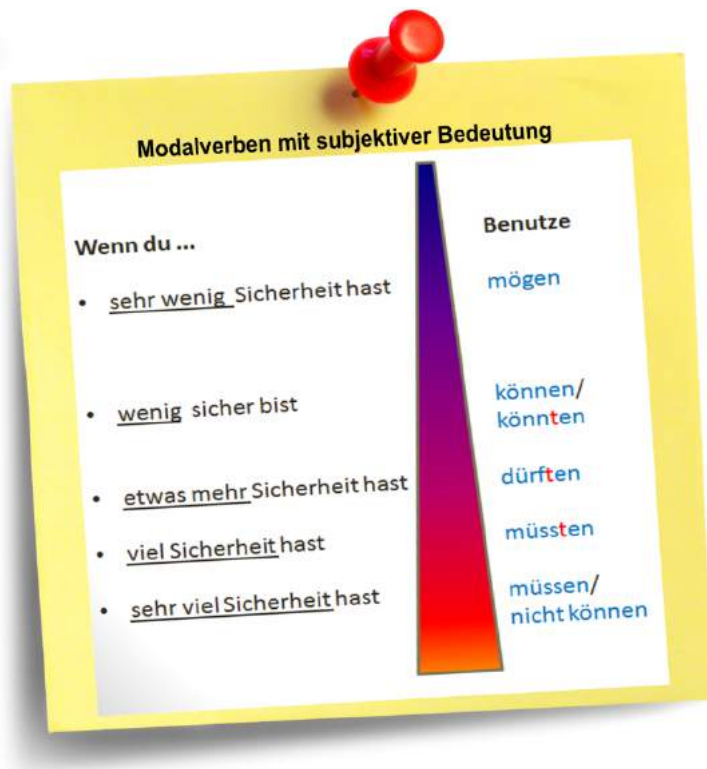 Modalverben mit subjektiver Bedeutung
Wenn du ...
Benutze
• sehr wenig Sicherheit hast
mögen
• wenig sicher bist
können/
könnten
• etwas mehr Sicherheit hast
dürften
• viel Sicherheit hast
müssten
• sehr viel Sicherheit hast
müssen/
nicht können